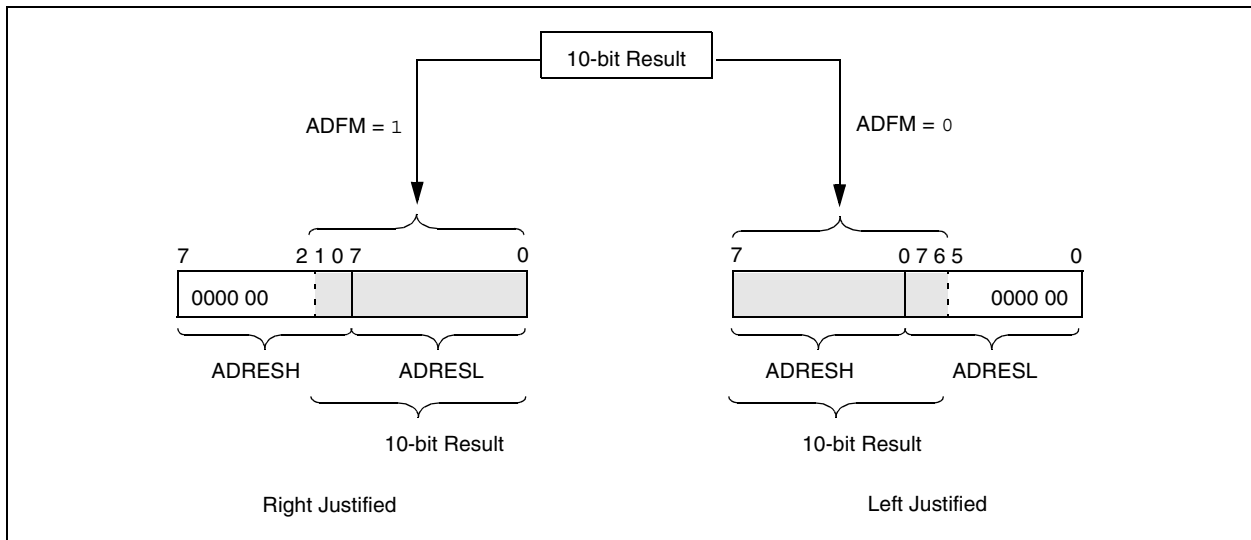 10-bit Result
ADFM = 1
ADFM = 0
7 2 1 0 7 0
7 0 7 6 5 0
0000 00
0000 00
ADRESH ADRESL
ADRESH ADRESL
10-bit Result
10-bit Result
Right Justified
Left Justified